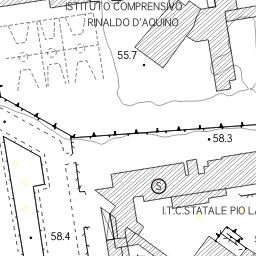 ISTITUTO COMPRENSIVO
RINALDO D'AQUINO
55.7
58.3
S
I.T.C.STATALE PIO LA
58.4